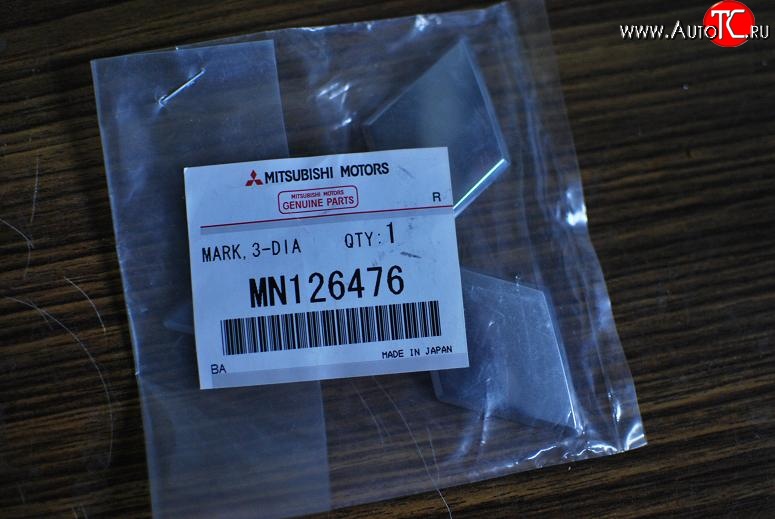 www.AutoTC.ru
MITSUBISHI MOTORS
MITSUBISHI MOTORS
GENUINE PARTS
R
MARK, 3-DIA QTY: 1
MN126476
BA MADE IN JAPAN